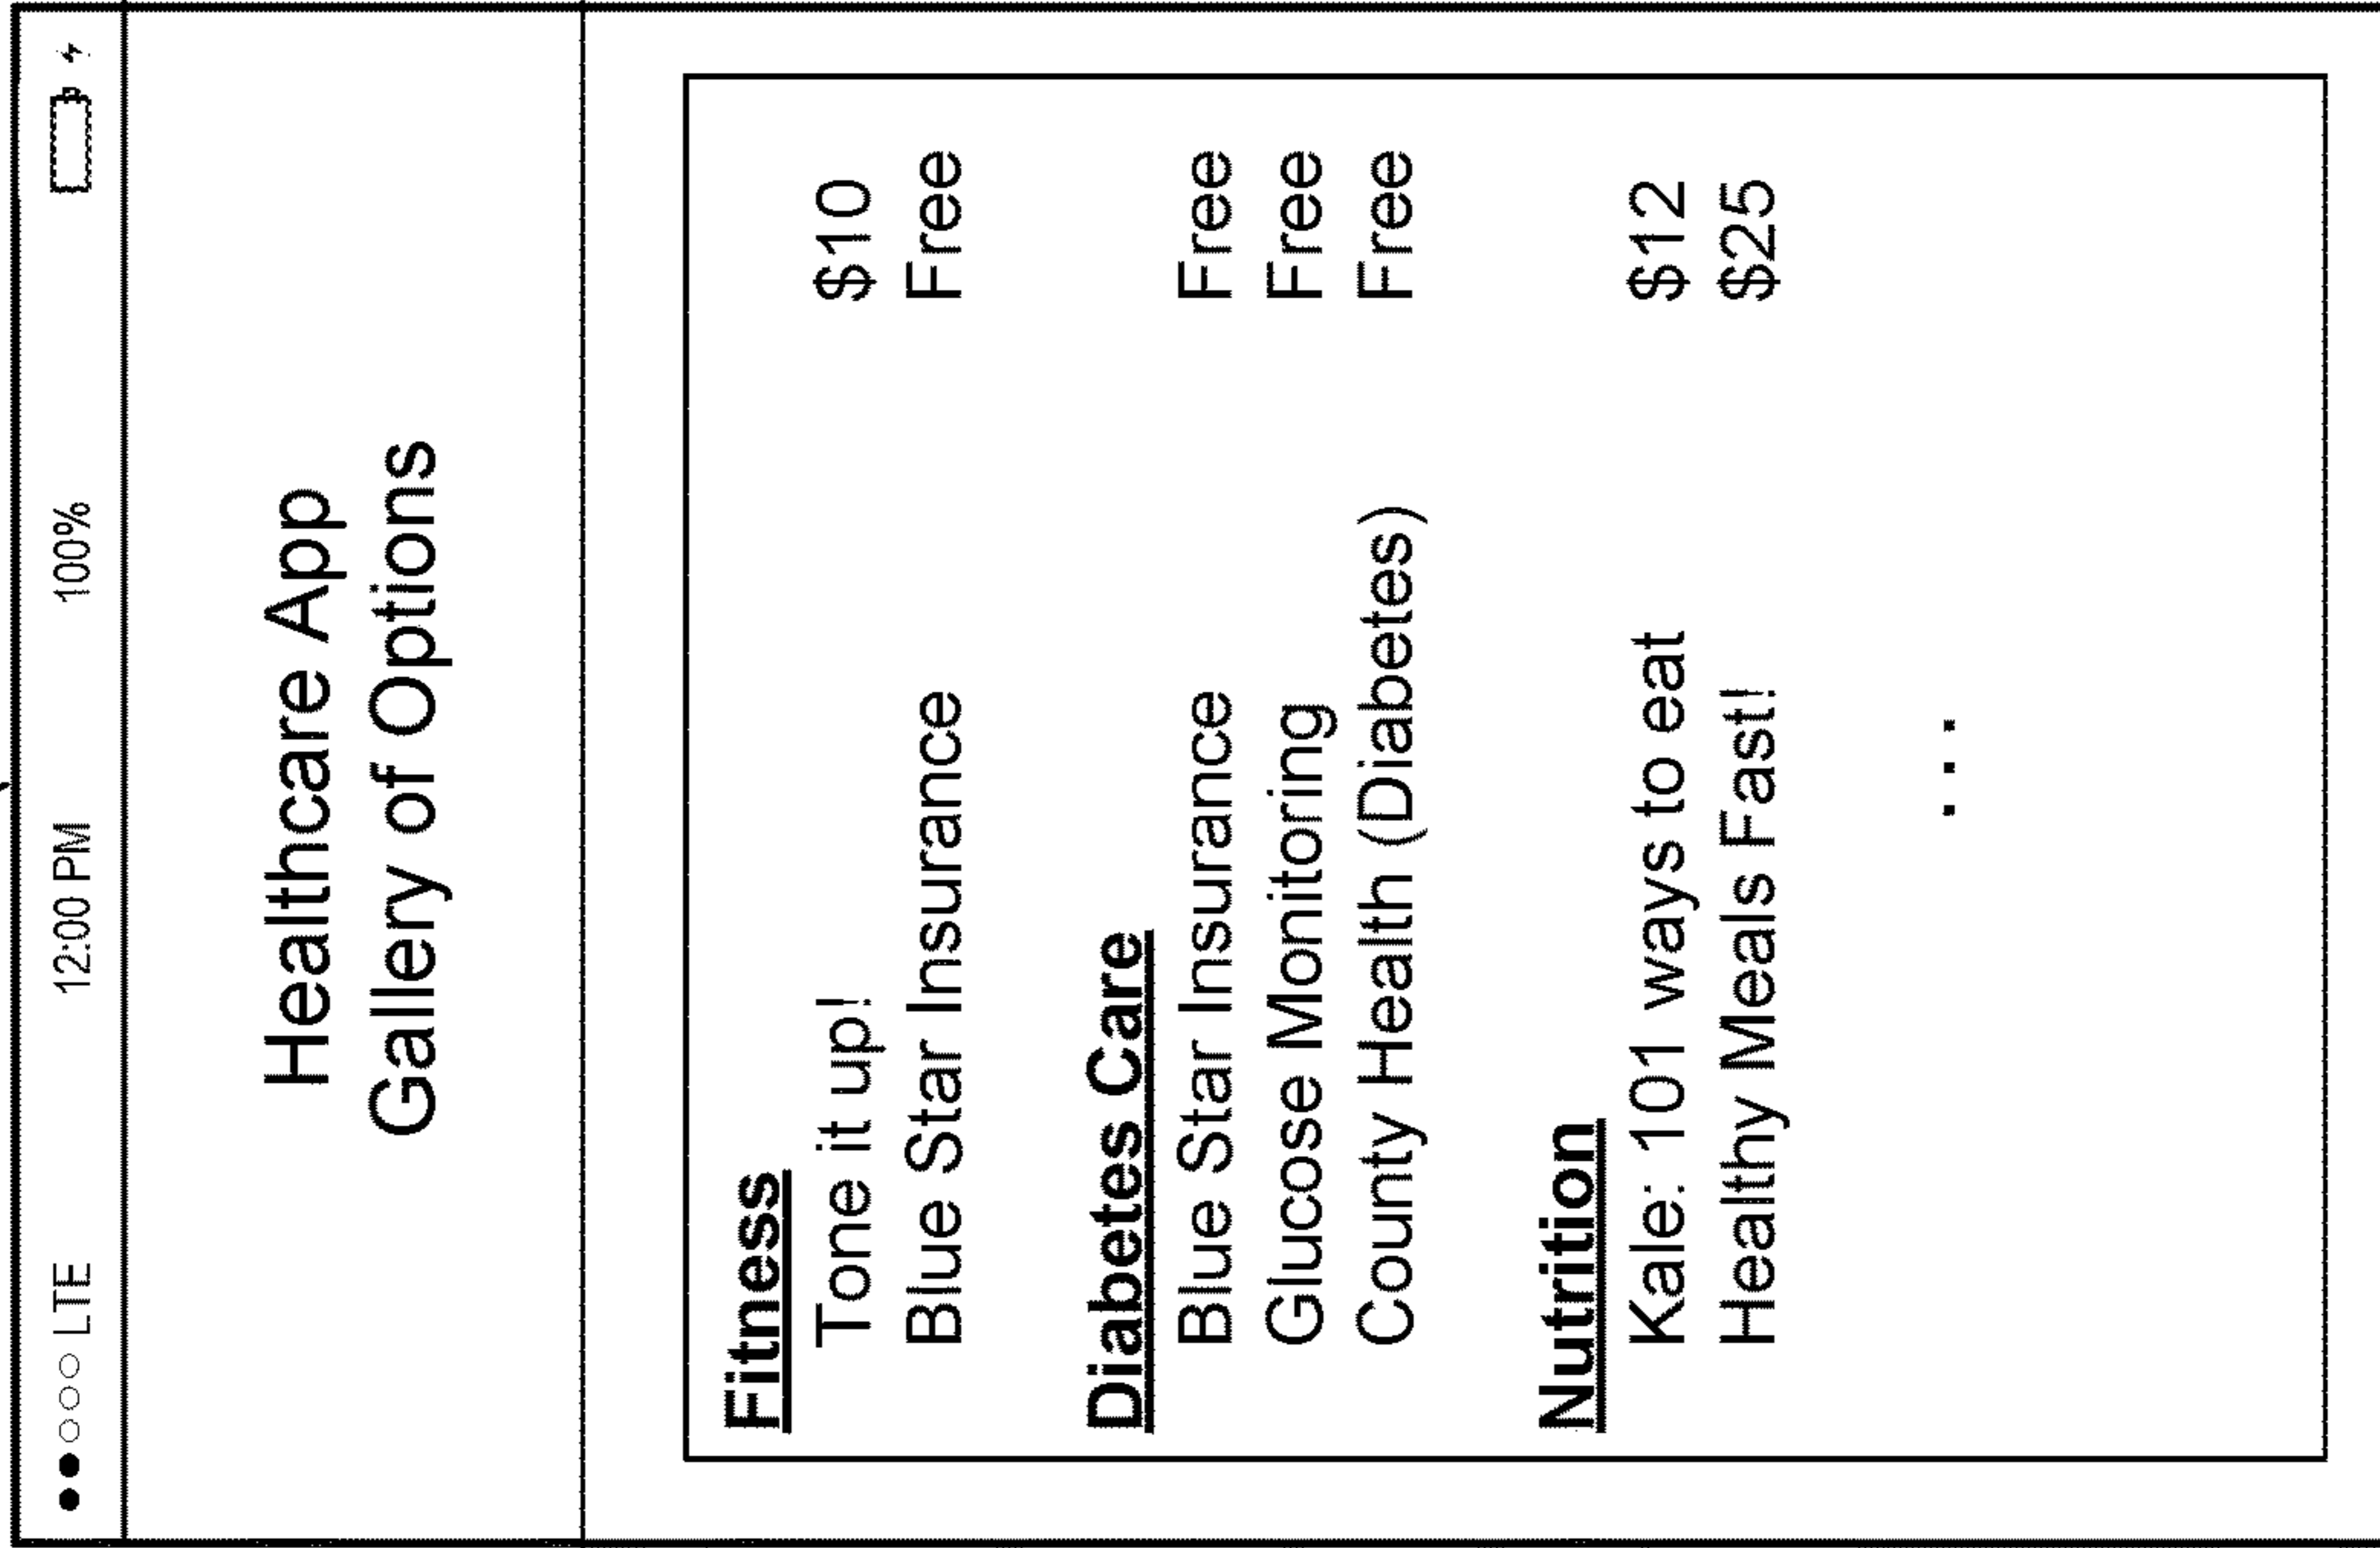 ●●○○○ LTE 12:00 PM 100%
Healthcare App
Gallery of Options
Fitness
Tone it up! $10
Blue Star Insurance Free
Diabetes Care
Blue Star Insurance Free
Glucose Monitoring Free
County Health (Diabetes) Free
Nutrition
Kale: 101 ways to eat $12
Healthy Meals Fast! $25
...